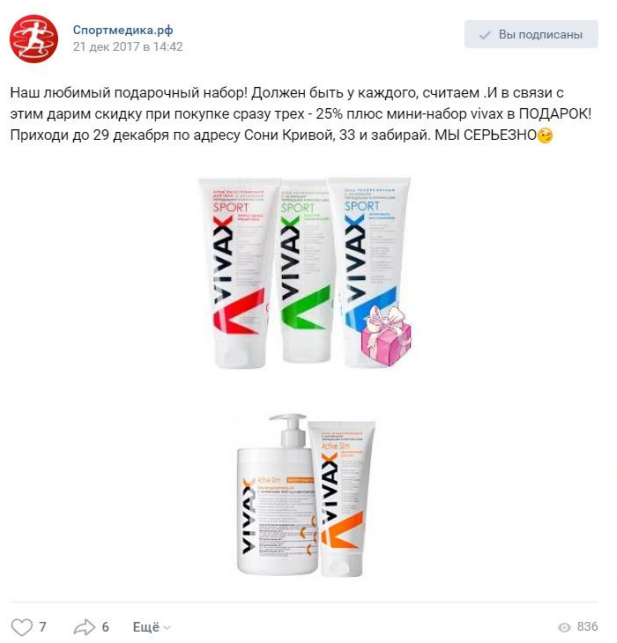 Спортмедика.рф
21 дек 2017 в 14:42
Вы подписаны
Наш любимый подарочный набор! Должен быть у каждого, считаем .И в связи с
этим дарим скидку при покупке сразу трех - 25% плюс мини-набор vivax в ПОДАРОК!
Приходи до 29 декабря по адресу Сони Кривой, 33 и забирай. МЫ СЕРЬЕЗНО
SPORT
VIVAX
SPORT
VIVAX
SPORT
VIVAX
Active Slim
VIVAX
Active Slim
VIVAX
7
6
Ещё
836